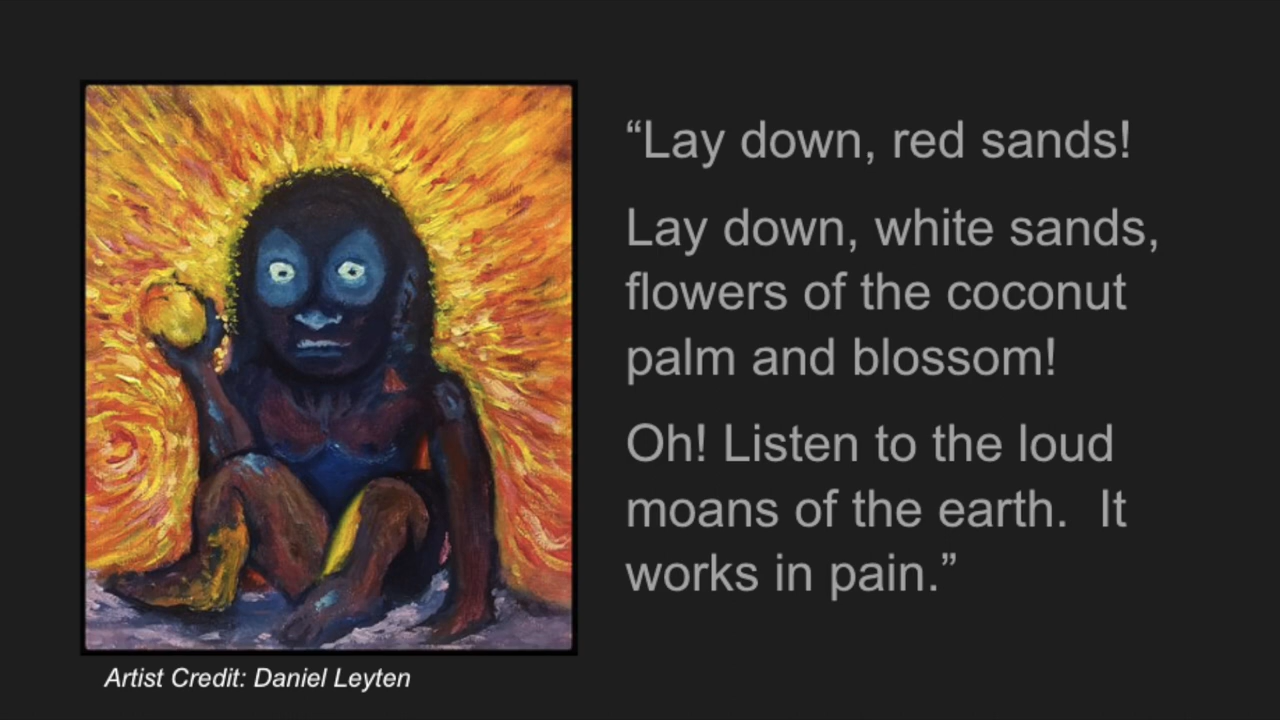 “Lay down, red sands!
Lay down, white sands,
flowers of the coconut
palm and blossom!
Oh! Listen to the loud
moans of the earth.  It
works in pain.”
Artist Credit: Daniel Leyten